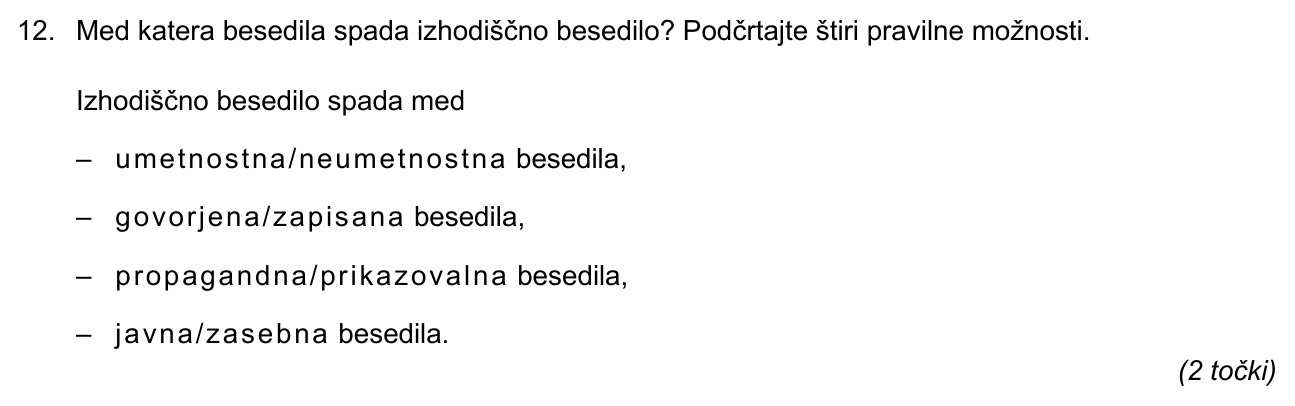 12. Med katera besedila spada izhodiščno besedilo? Podčrtajte štiri pravilne možnosti.
Izhodiščno besedilo spada med
– umetnostna/neumetnostna besedila,
– govorjena/zapisana besedila,
– propagandna/prikazovalna besedila,
– javna/zasebna besedila.
(2 točki)